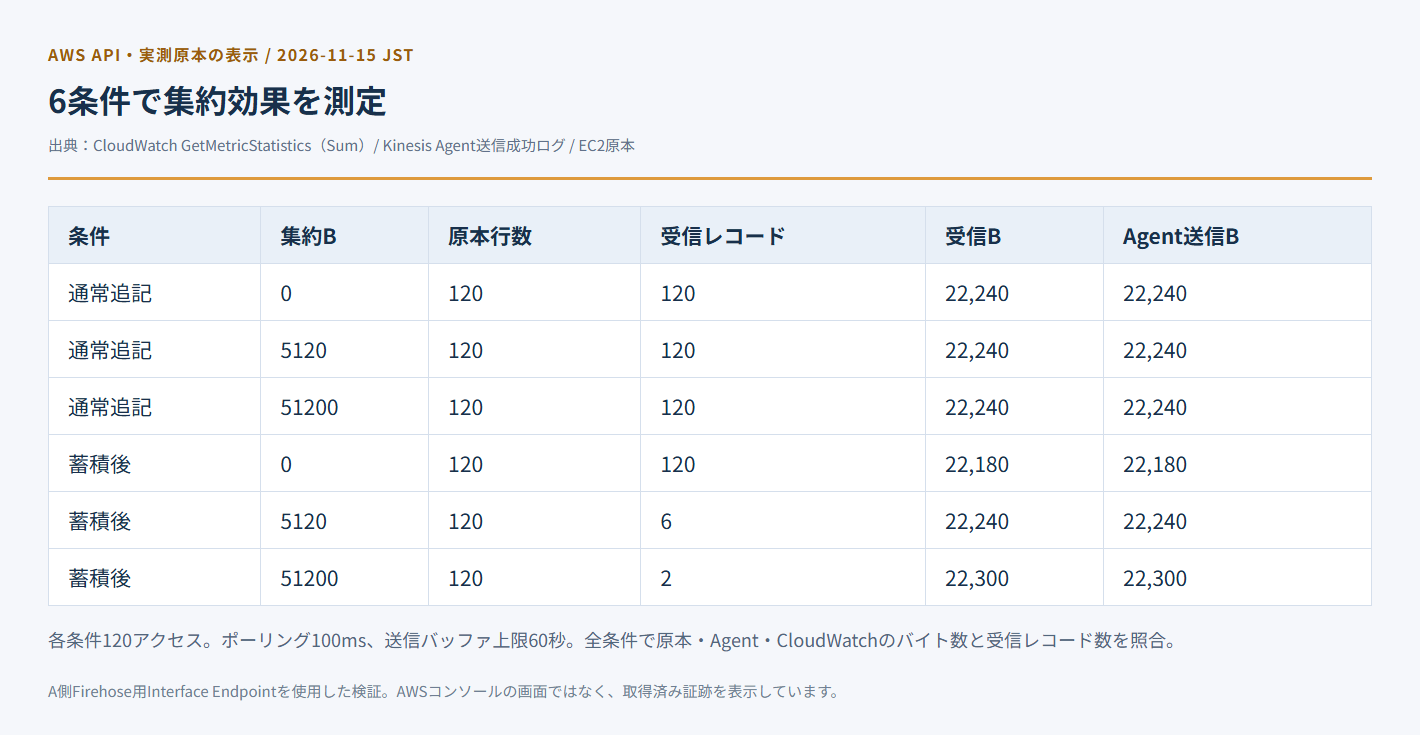 AWS API・実測原本の表示 / 2026-11-15 JST
6条件で集約効果を測定
出典：CloudWatch GetMetricStatistics（Sum）/ Kinesis Agent送信成功ログ / EC2原本
条件 集約B 原本行数 受信レコード 受信B Agent送信B
通常追記 0 120 120 22,240 22,240
通常追記 5120 120 120 22,240 22,240
通常追記 51200 120 120 22,240 22,240
蓄積後 0 120 120 22,180 22,180
蓄積後 5120 120 6 22,240 22,240
蓄積後 51200 120 2 22,300 22,300
各条件120アクセス。ポーリング100ms、送信バッファ上限60秒。全条件で原本・Agent・CloudWatchのバイト数と受信レコード数を照合。
A側Firehose用Interface Endpointを使用した検証。AWSコンソールの画面ではなく、取得済み証跡を表示しています。